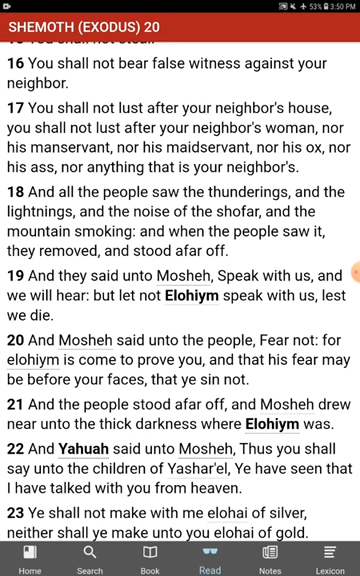 53% 3:50 PM
SHEMOTH (EXODUS) 20
16 You shall not bear false witness against your
neighbor.
17 You shall not lust after your neighbor's house,
you shall not lust after your neighbor's woman, nor
his manservant, nor his maidservant, nor his ox, nor
his ass, nor anything that is your neighbor's.
18 And all the people saw the thunderings, and the
lightnings, and the noise of the shofar, and the
mountain smoking: and when the people saw it,
they removed, and stood afar off.
19 And they said unto Mosheh, Speak with us, and
we will hear: but let not Elohiym speak with us, lest
we die.
20 And Mosheh said unto the people, Fear not: for
elohiym is come to prove you, and that his fear may
be before your faces, that ye sin not.
21 And the people stood afar off, and Mosheh drew
near unto the thick darkness where Elohiym was.
22 And Yahuah said unto Mosheh, Thus you shall
say unto the children of Yashar'el, Ye have seen that
I have talked with you from heaven.
23 Ye shall not make with me elohai of silver,
neither shall ye make unto you elohai of gold.
Home Search Book Read Notes Lexicon